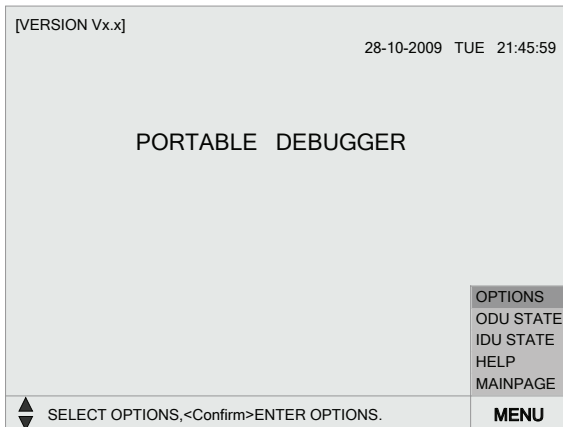 [VERSION Vx.x]
28-10-2009 TUE 21:45:59
PORTABLE DEBUGGER
OPTIONS
ODU STATE
IDU STATE
HELP
MAINPAGE
SELECT OPTIONS,<Confirm>ENTER OPTIONS.
MENU